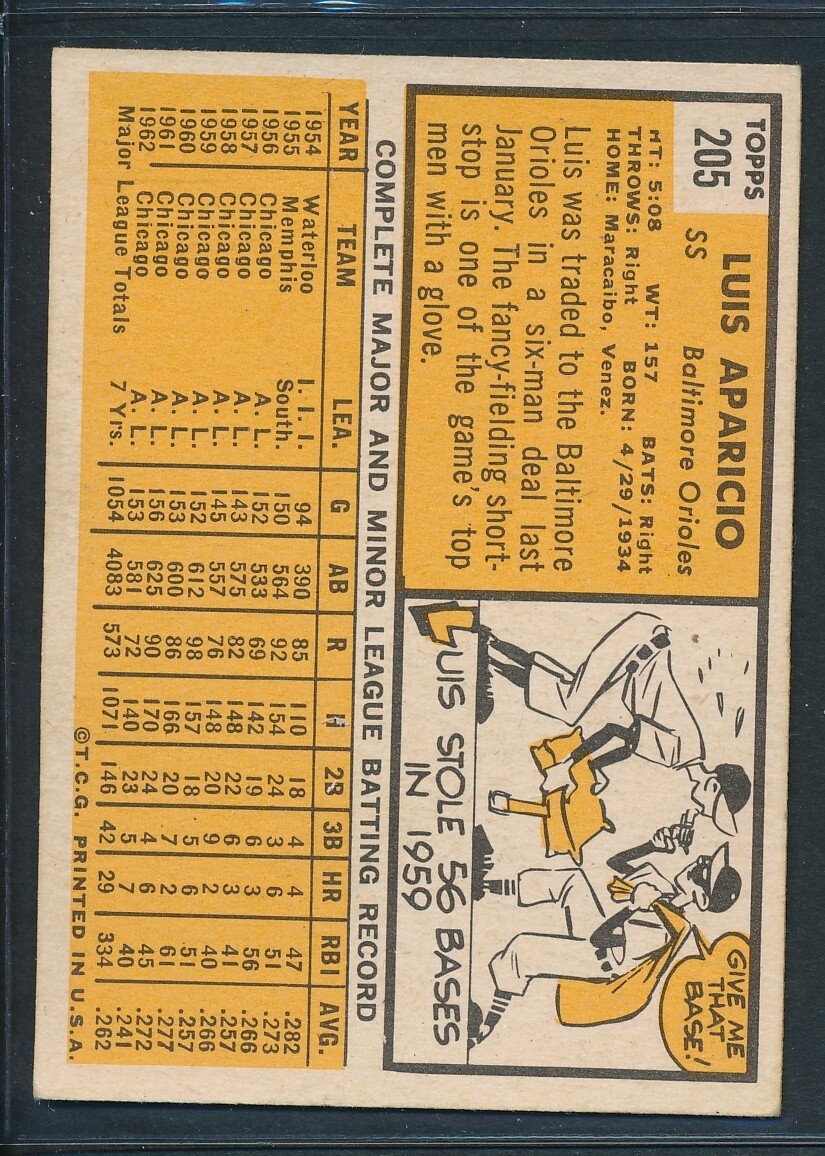 TOPPS
205
LUIS APARICIO
SS Baltimore Orioles
HT: 5:08 WT: 157 BATS: Right
THROWS: Right BORN: 4/29/1934
HOME: Maracaibo, Venez.
Luis was traded to the Baltimore
Orioles in a six-man deal last
January. The fancy-fielding short-
stop is one of the game's top
men with a glove.
GIVE ME
THAT
BASE!
LUIS STOLE 56 BASES
IN 1959
COMPLETE MAJOR AND MINOR LEAGUE BATTING RECORD
YEAR TEAM LEA. G AB R H 2B 3B HR RBI AVG.
1954 Waterloo I. I. I. 94 390 85 110 18 4 4 47 .282
1955 Memphis South. 150 564 92 154 24 3 6 51 .273
1956 Chicago A. L. 152 533 69 142 19 6 3 56 .266
1957 Chicago A. L. 143 575 82 148 22 6 3 41 .257
1958 Chicago A. L. 145 557 76 148 20 9 2 40 .266
1959 Chicago A. L. 152 612 98 157 18 5 6 51 .257
1960 Chicago A. L. 153 600 86 166 20 7 2 61 .277
1961 Chicago A. L. 156 625 90 170 24 4 6 45 .272
1962 Chicago A. L. 153 581 72 140 23 5 7 40 .241
Major League Totals 7 Yrs. 1054 4083 573 1071 146 42 29 334 .262
©T.C.G. PRINTED IN U.S.A.